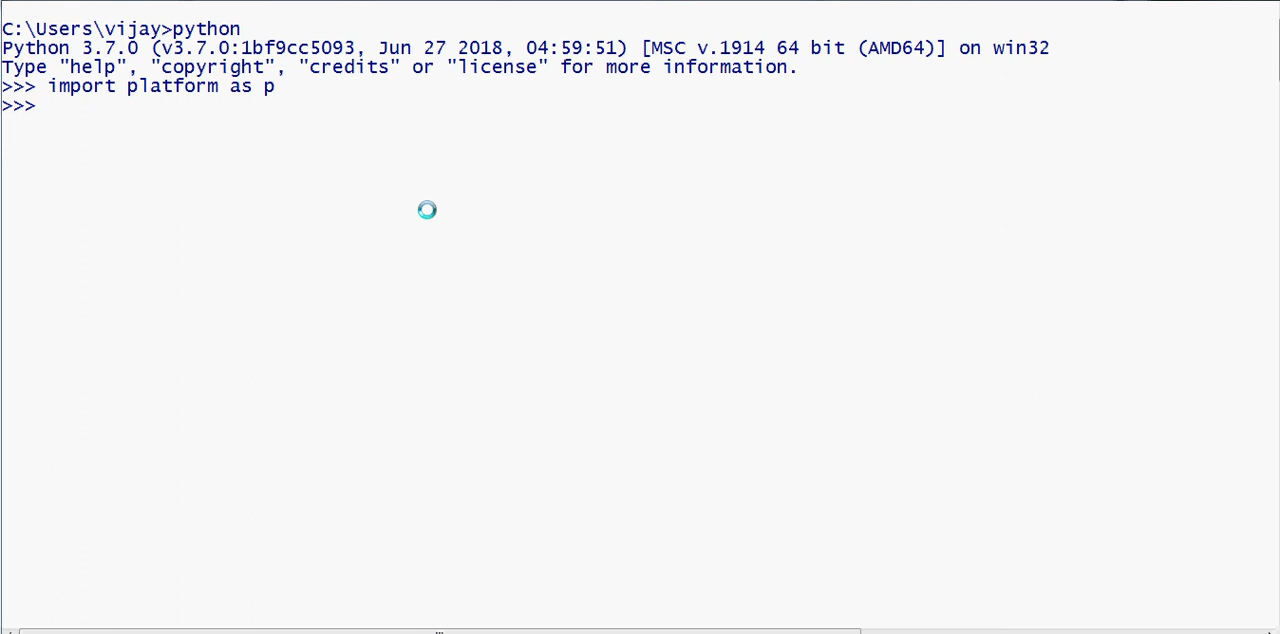 C:\Users\vijay>python
Python 3.7.0 (v3.7.0:1bf9cc5093, Jun 27 2018, 04:59:51) [MSC v.1914 64 bit (AMD64)] on win32
Type "help", "copyright", "credits" or "license" for more information.
>>> import platform as p
>>>